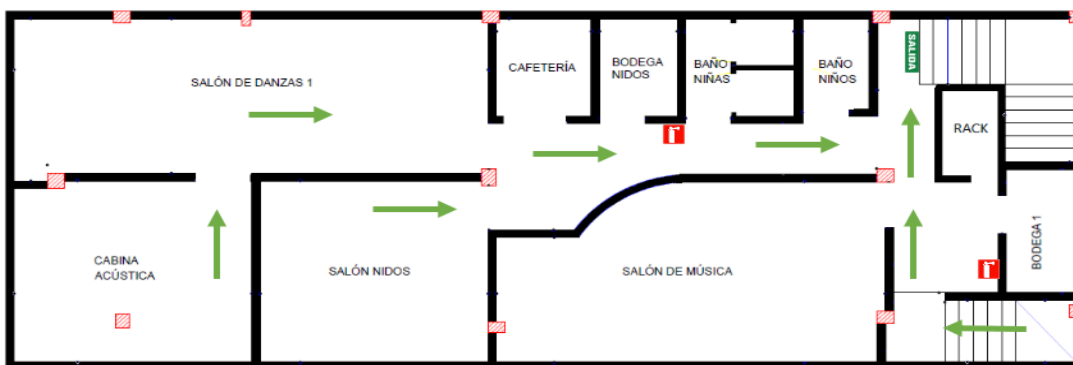 SALÓN DE DANZAS 1
CAFETERÍA
BODEGA
NIDOS
BAÑO
NIÑAS
BAÑO
NIÑOS
SALIDA
RACK
CABINA
ACÚSTICA
SALÓN NIDOS
SALÓN DE MÚSICA
BODEGA 1